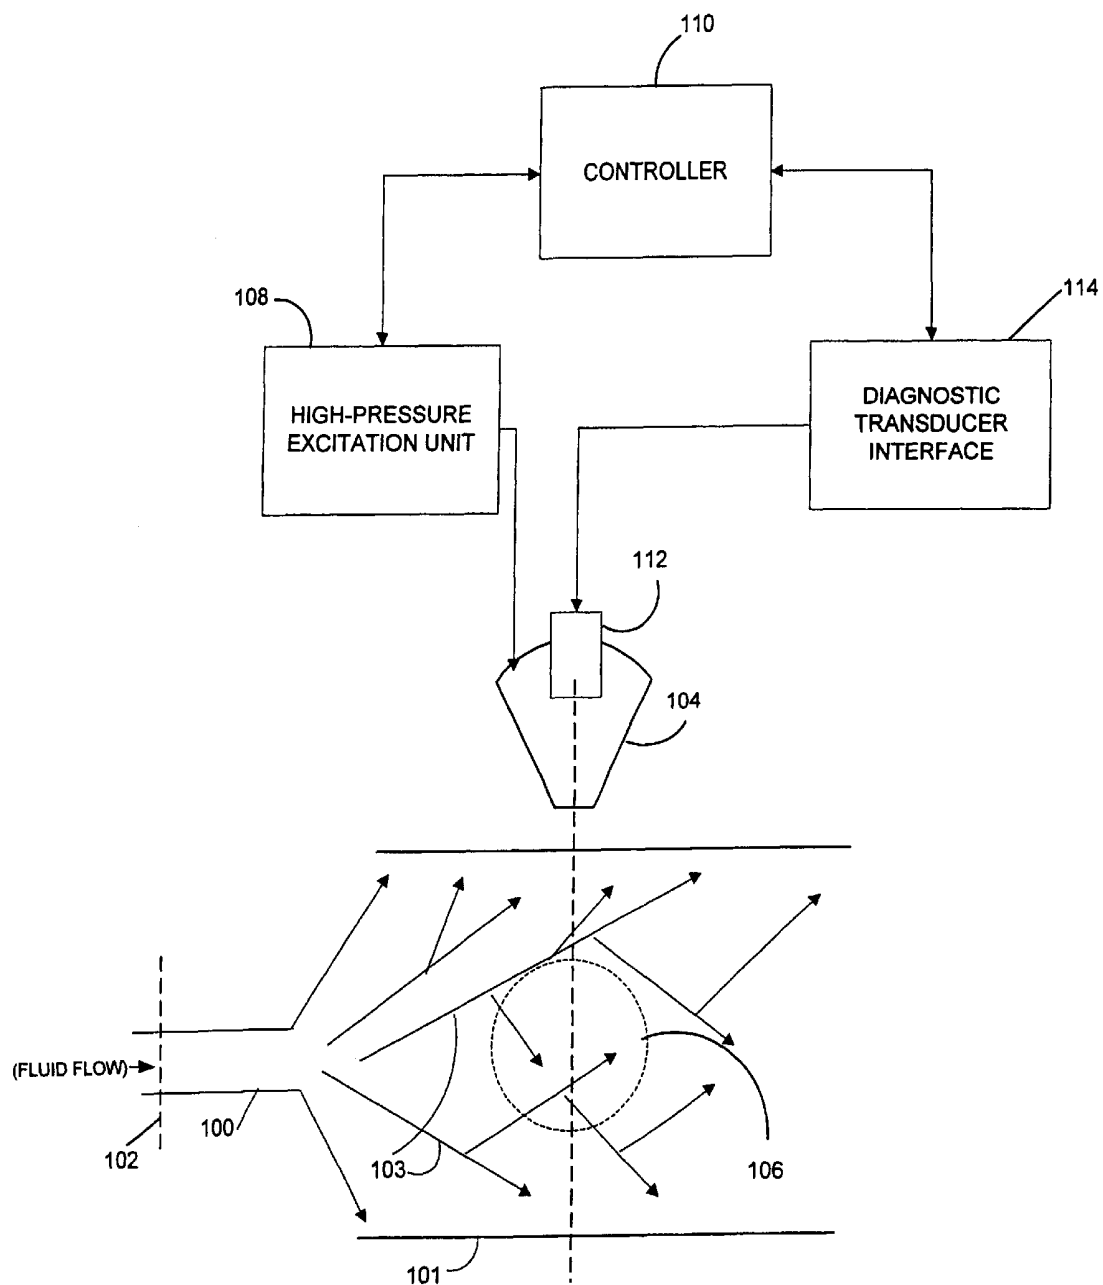 110
CONTROLLER
108
114
HIGH-PRESSURE
EXCITATION UNIT
DIAGNOSTIC
TRANSDUCER
INTERFACE
112
104
(FLUID FLOW)
100
102
103
106
101